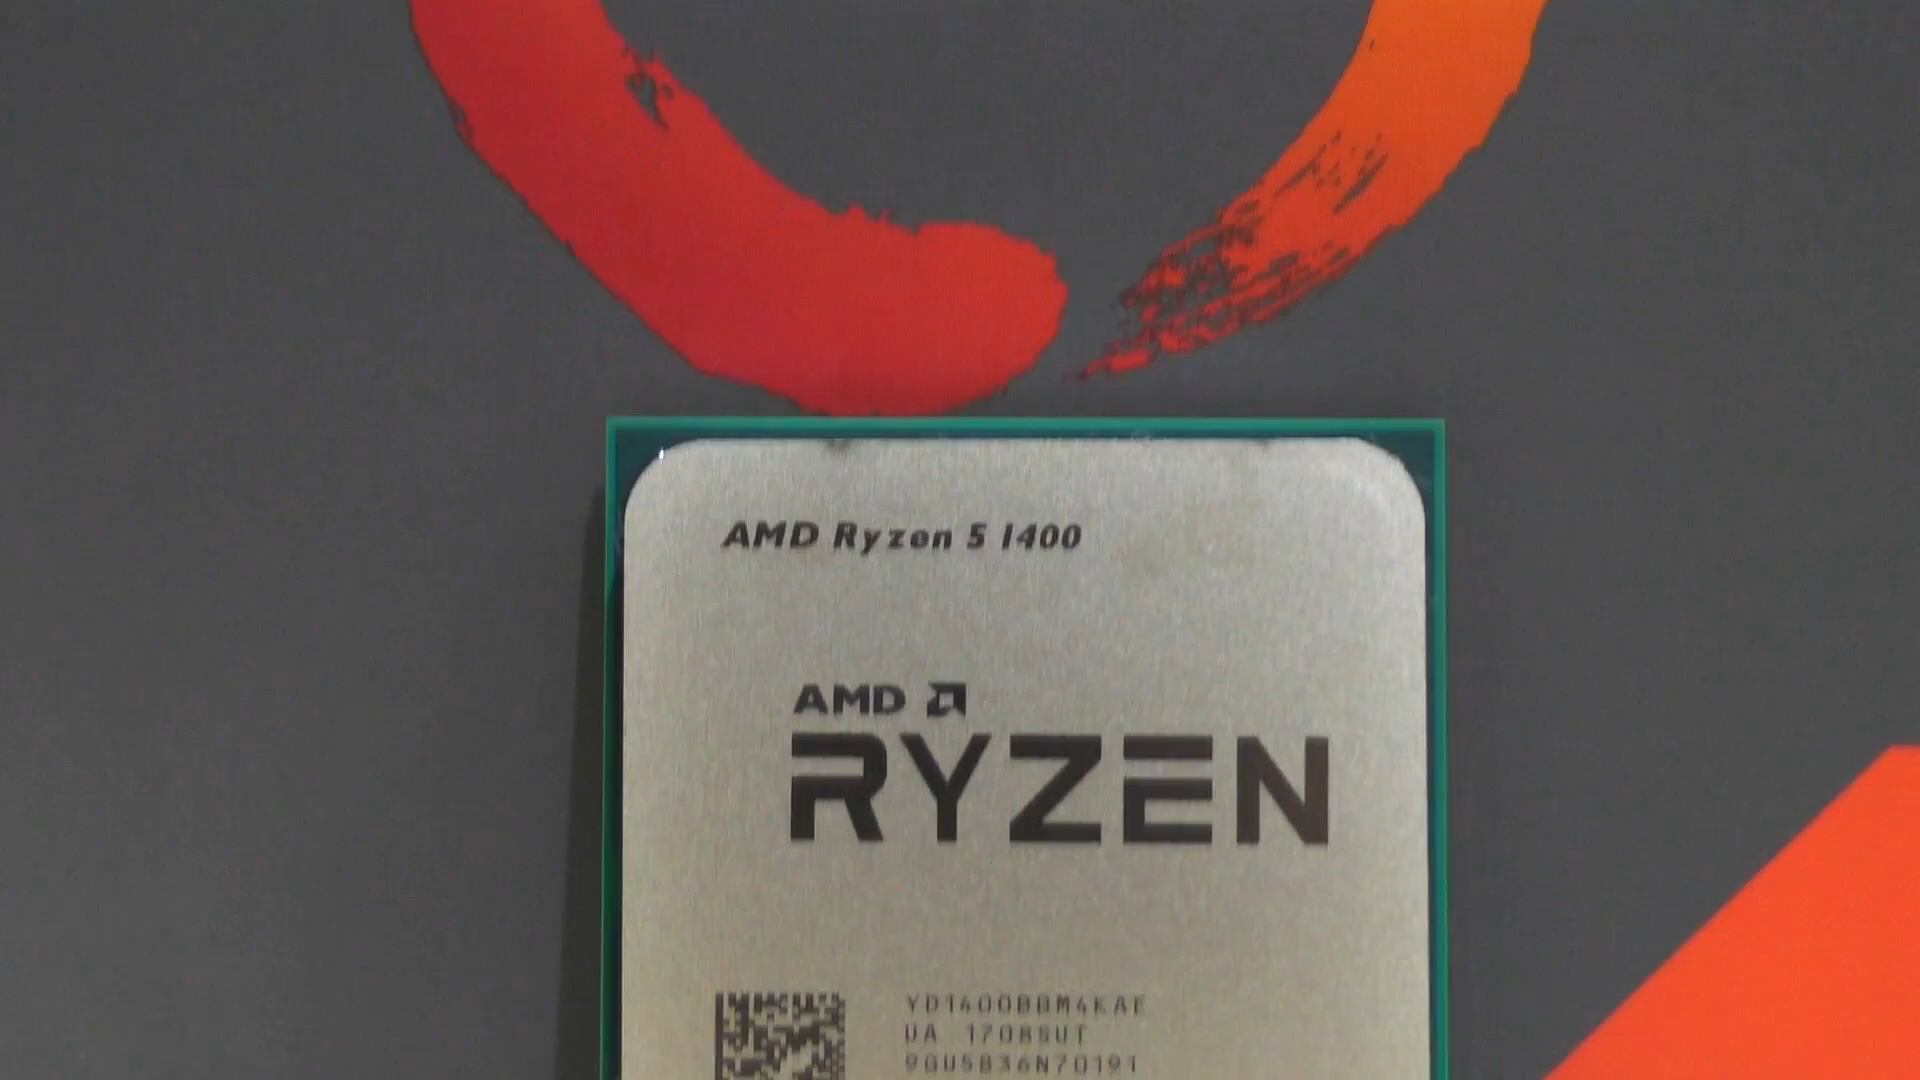 AMD Ryzen 5 1400
AMD
RYZEN
YD1400BBM4KAE
UA 1708SUT
9GU5836N70191